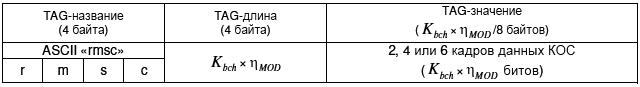 TAG-название
(4 байта)
TAG-длина
(4 байта)
TAG-значение
( K_bch × η_MOD/8 байтов)
ASCII «rmsc»
r m s c
K_bch × η_MOD
2, 4 или 6 кадров данных КОС
( K_bch × η_MOD битов)